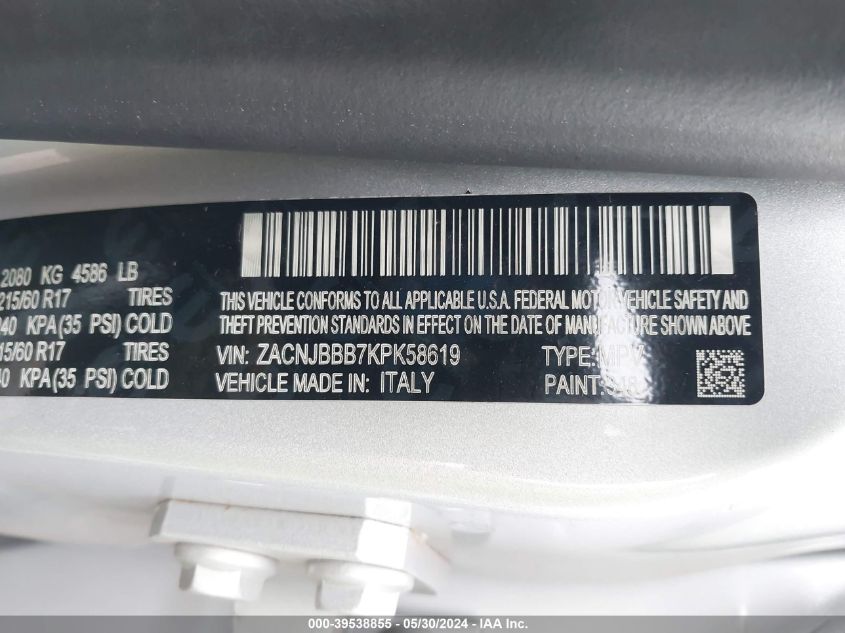 2080 KG 4586 LB
215/60 R17 TIRES
240 KPA(35 PSI) COLD
15/60 R17 TIRES
40 KPA(35 PSI) COLD
THIS VEHICLE CONFORMS TO ALL APPLICABLE U.S.A. FEDERAL MOTOR VEHICLE SAFETY AND
THEFT PREVENTION STANDARDS IN EFFECT ON THE DATE OF MANUFACTURE SHOWN ABOVE
VIN: ZACNJBBB7KPK58619 TYPE: MPV
VEHICLE MADE IN: ITALY PAINT:
000-39538855 - 05/30/2024 - IAA Inc.